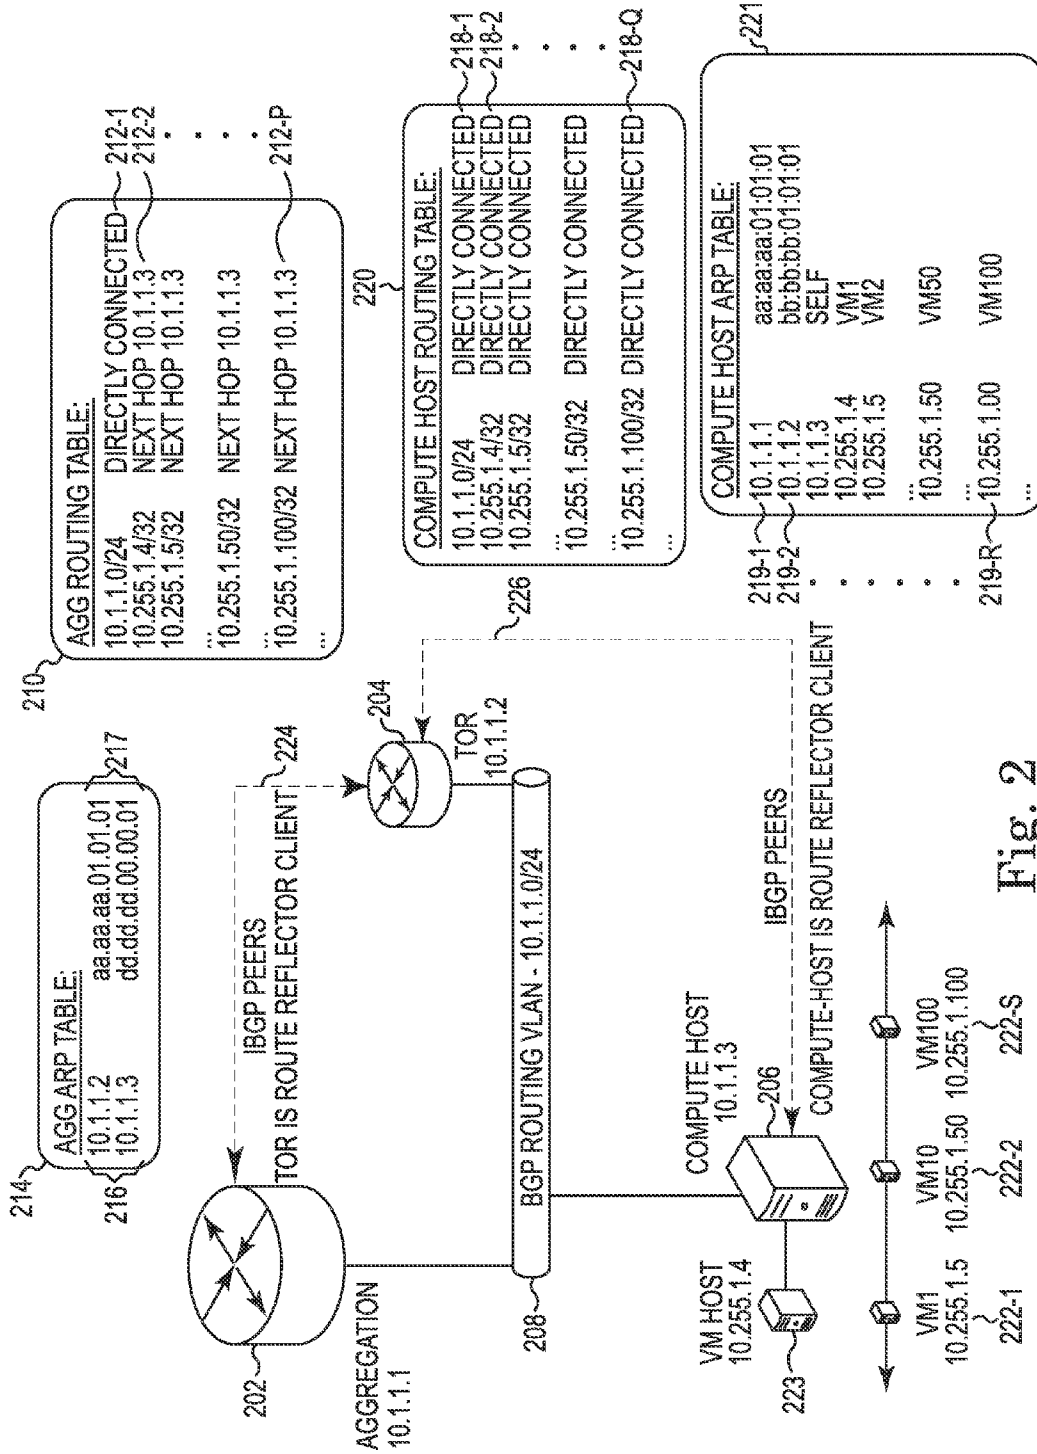 214
AGG ARP TABLE:
10.1.1.2 aa.aa.aa.01.01.01
10.1.1.3 dd.dd.dd.00.00.01
216
217
210
AGG ROUTING TABLE:
10.1.1.0/24 DIRECTLY CONNECTED
10.255.1.4/32 NEXT HOP 10.1.1.3
10.255.1.5/32 NEXT HOP 10.1.1.3
...
10.255.1.50/32 NEXT HOP 10.1.1.3
...
10.255.1.100/32 NEXT HOP 10.1.1.3
...
212-1
212-2
212-P
202
AGGREGATION
10.1.1.1
IBGP PEERS
TOR IS ROUTE REFLECTOR CLIENT
224
204
TOR
10.1.1.2
226
220
COMPUTE HOST ROUTING TABLE:
10.1.1.0/24 DIRECTLY CONNECTED
10.255.1.4/32 DIRECTLY CONNECTED
10.255.1.5/32 DIRECTLY CONNECTED
...
10.255.1.50/32 DIRECTLY CONNECTED
...
10.255.1.100/32 DIRECTLY CONNECTED
...
218-1
218-2
218-Q
208
BGP ROUTING VLAN - 10.1.1.0/24
VM HOST
10.255.1.4
223
COMPUTE HOST
10.1.1.3
206
IBGP PEERS
COMPUTE-HOST IS ROUTE REFLECTOR CLIENT
221
COMPUTE HOST ARP TABLE:
10.1.1.1 aa:aa:aa:01:01:01
10.1.1.2 bb:bb:bb:01:01:01
10.1.1.3 SELF
10.255.1.4 VM1
10.255.1.5 VM2
...
10.255.1.50 VM50
...
10.255.1.00 VM100
...
219-1
219-2
219-R
VM1
10.255.1.5
222-1
VM10
10.255.1.50
222-2
VM100
10.255.1.100
222-S
Fig. 2